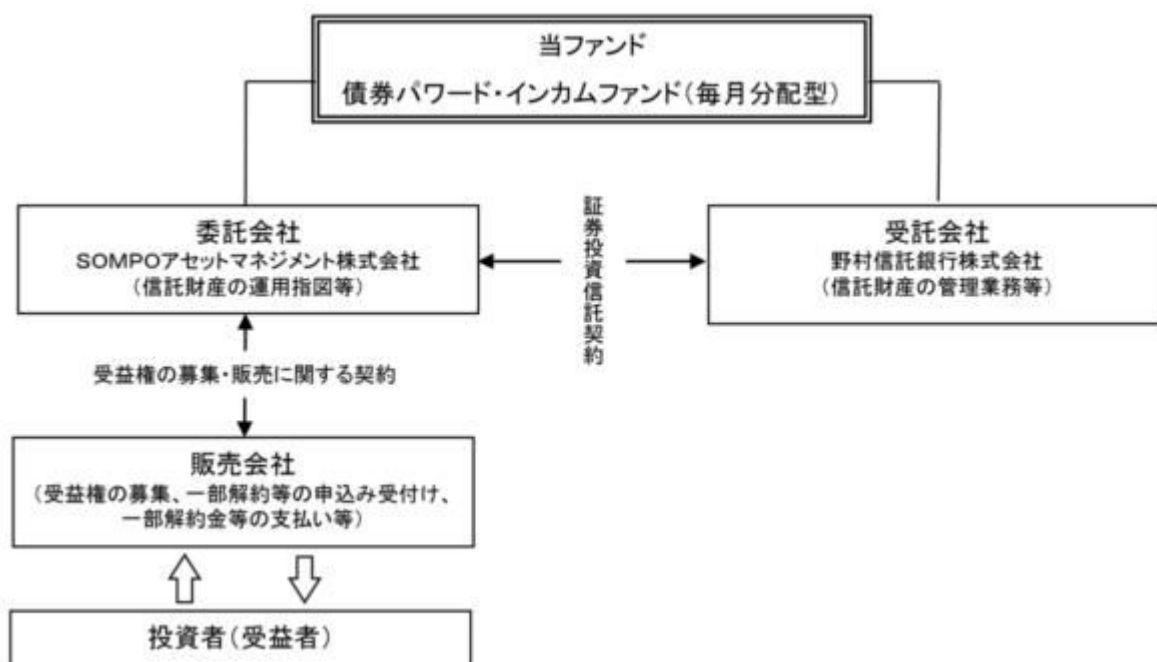 当ファンド
債券パワード・インカムファンド(毎月分配型)
委託会社
SOMPOアセットマネジメント株式会社
(信託財産の運用指図等)
証券投資信託契約
受託会社
野村信託銀行株式会社
(信託財産の管理業務等)
受益権の募集・販売に関する契約
販売会社
(受益権の募集、一部解約等の申込み受付け、
一部解約金等の支払い等)
投資者(受益者)